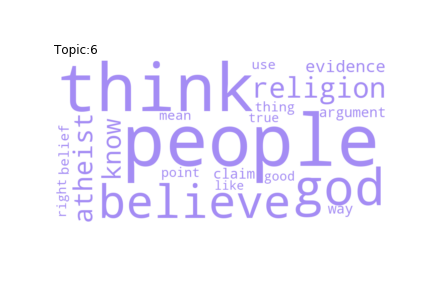 Topic:6
think
use
evidence
religion
thing
argument
mean
true
people
know
atheist
belief
right
point
claim
good
like
god
believe
way